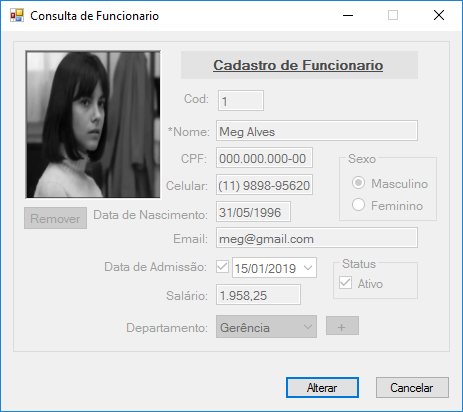 Consulta de Funcionario
Cadastro de Funcionario
Cod: 1
*Nome: Meg Alves
CPF: 000.000.000-00
Sexo
Celular: (11) 9898-95620
Masculino
Remover
Data de Nascimento: 31/05/1996
Feminino
Email: meg@gmail.com
Data de Admissão: 15/01/2019
Status
Ativo
Salário: 1.958,25
Departamento: Gerência +
Alterar Cancelar